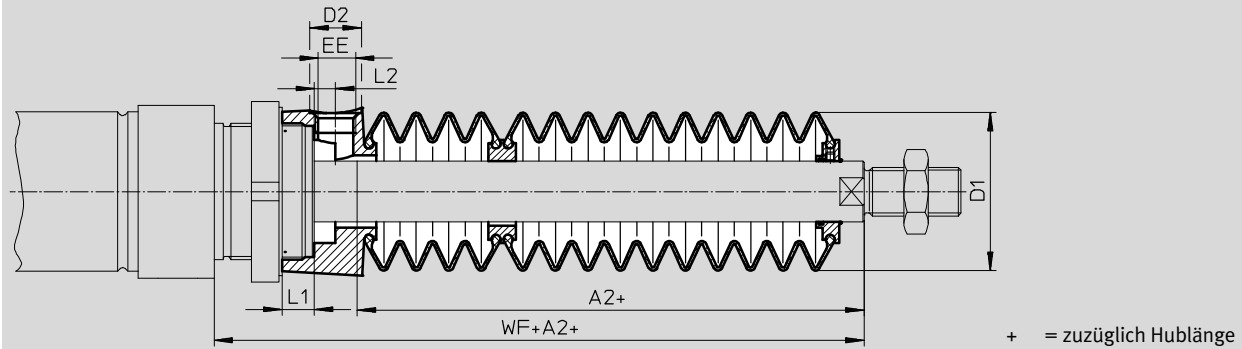 D2
EE
L2
D1
L1
A2+
WF+A2+
+ = zuzüglich Hublänge